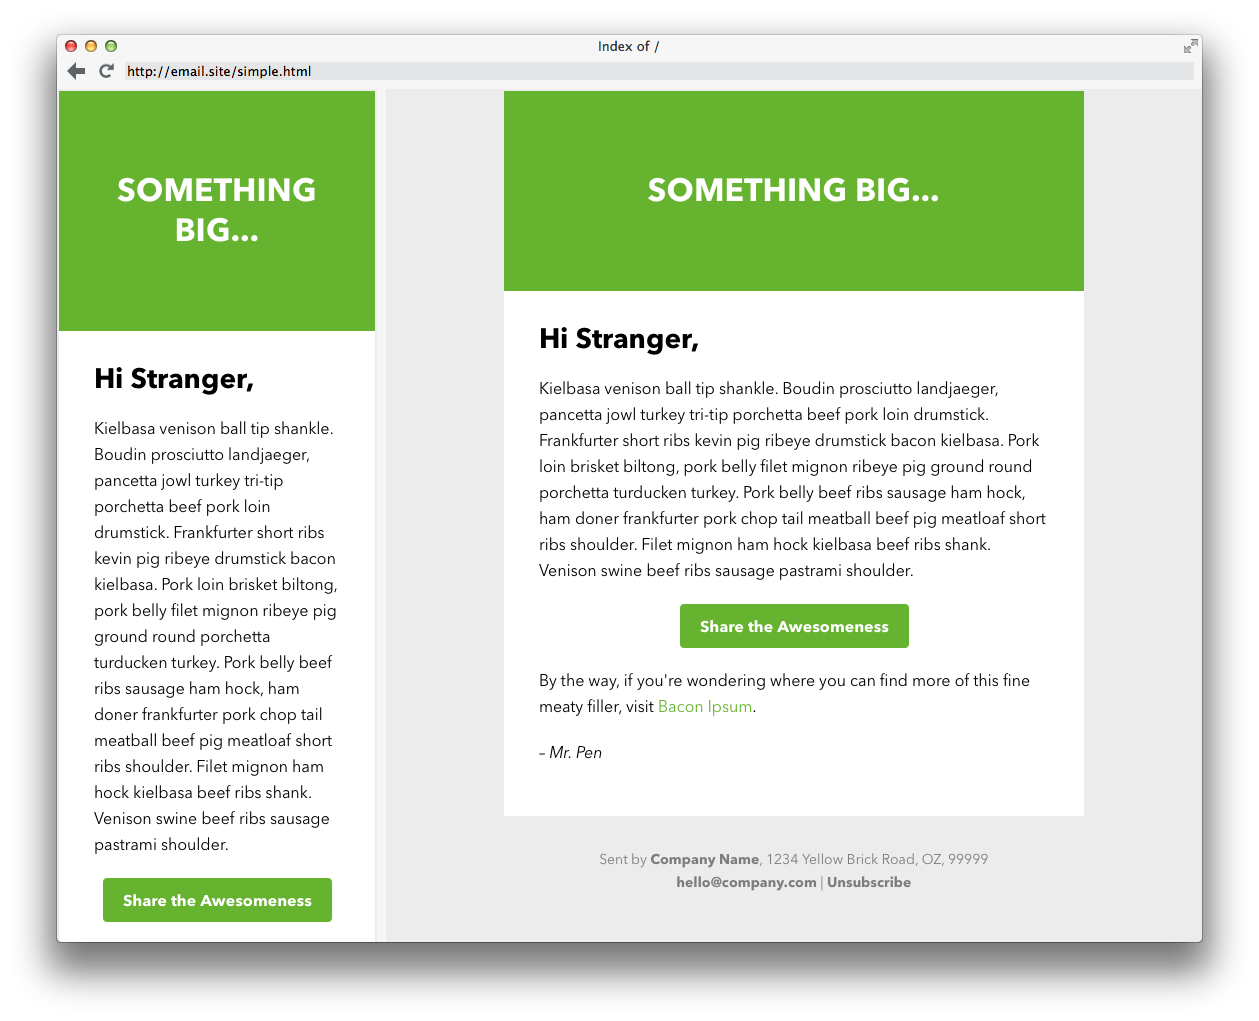 Index of /
http://email.site/simple.html
SOMETHING
BIG...
Hi Stranger,
Kielbasa venison ball tip shankle.
Boudin prosciutto landjaeger,
pancetta jowl turkey tri-tip
porchetta beef pork loin
drumstick. Frankfurter short ribs
kevin pig ribeye drumstick bacon
kielbasa. Pork loin brisket biltong,
pork belly filet mignon ribeye pig
ground round porchetta
turducken turkey. Pork belly beef
ribs sausage ham hock, ham
doner frankfurter pork chop tail
meatball beef pig meatloaf short
ribs shoulder. Filet mignon ham
hock kielbasa beef ribs shank.
Venison swine beef ribs sausage
pastrami shoulder.
Share the Awesomeness
SOMETHING BIG...
Hi Stranger,
Kielbasa venison ball tip shankle. Boudin prosciutto landjaeger,
pancetta jowl turkey tri-tip porchetta beef pork loin drumstick.
Frankfurter short ribs kevin pig ribeye drumstick bacon kielbasa. Pork
loin brisket biltong, pork belly filet mignon ribeye pig ground round
porchetta turducken turkey. Pork belly beef ribs sausage ham hock,
ham doner frankfurter pork chop tail meatball beef pig meatloaf short
ribs shoulder. Filet mignon ham hock kielbasa beef ribs shank.
Venison swine beef ribs sausage pastrami shoulder.
Share the Awesomeness
By the way, if you're wondering where you can find more of this fine
meaty filler, visit Bacon Ipsum.
– Mr. Pen
Sent by Company Name, 1234 Yellow Brick Road, OZ, 99999
hello@company.com | Unsubscribe